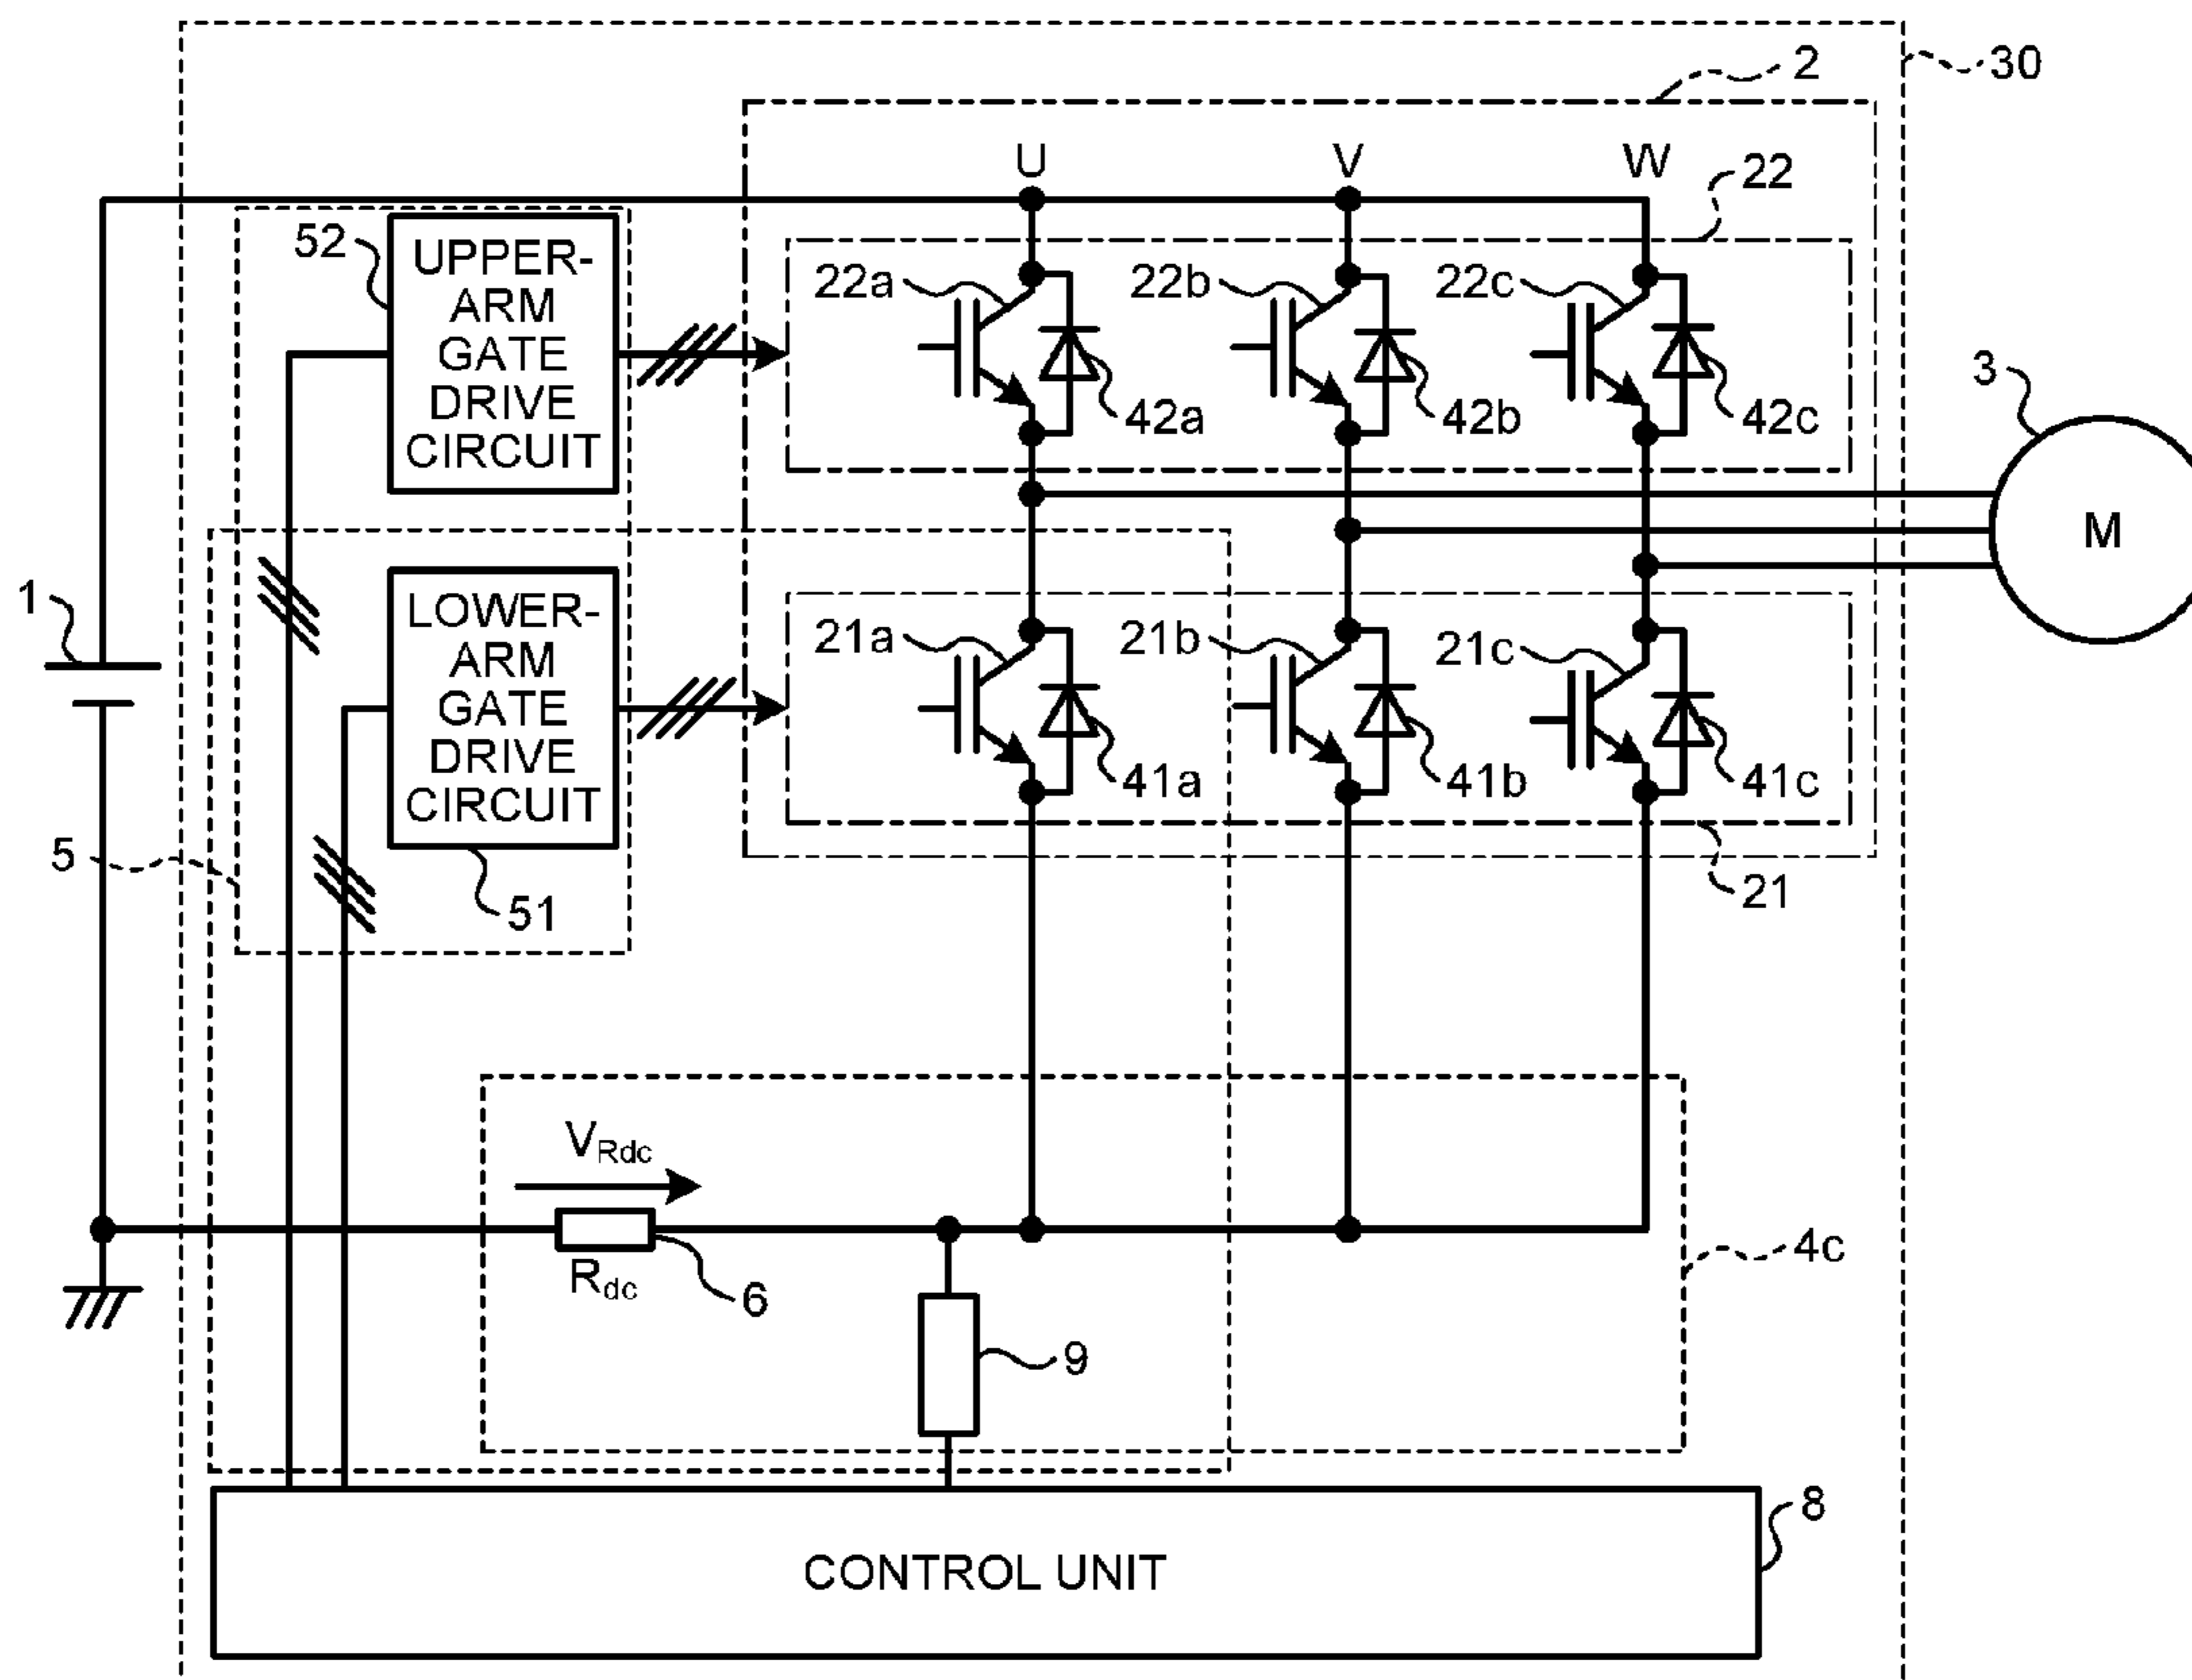 2
30
U
V
W
22
52
UPPER-
ARM
GATE
DRIVE
CIRCUIT
22a
22b
22c
42a
42b
42c
3
M
1
LOWER-
ARM
GATE
DRIVE
CIRCUIT
21a
21b
21c
41a
41b
41c
5
51
21
VRdc
Rdc
6
4c
9
8
CONTROL UNIT